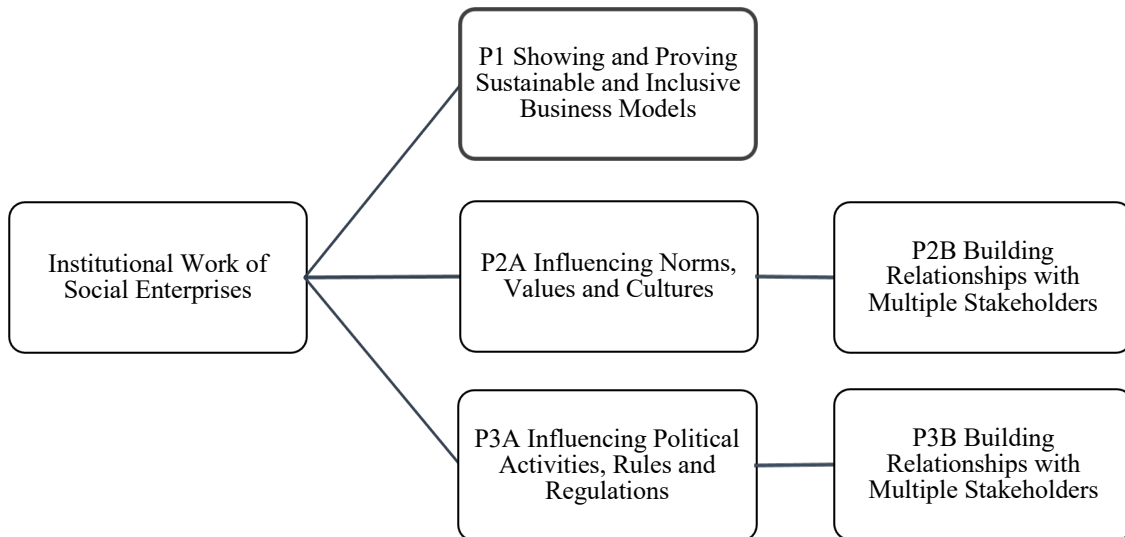 P1 Showing and Proving
Sustainable and Inclusive
Business Models
Institutional Work of
Social Enterprises
P2A Influencing Norms,
Values and Cultures
P2B Building
Relationships with
Multiple Stakeholders
P3A Influencing Political
Activities, Rules and
Regulations
P3B Building
Relationships with
Multiple Stakeholders